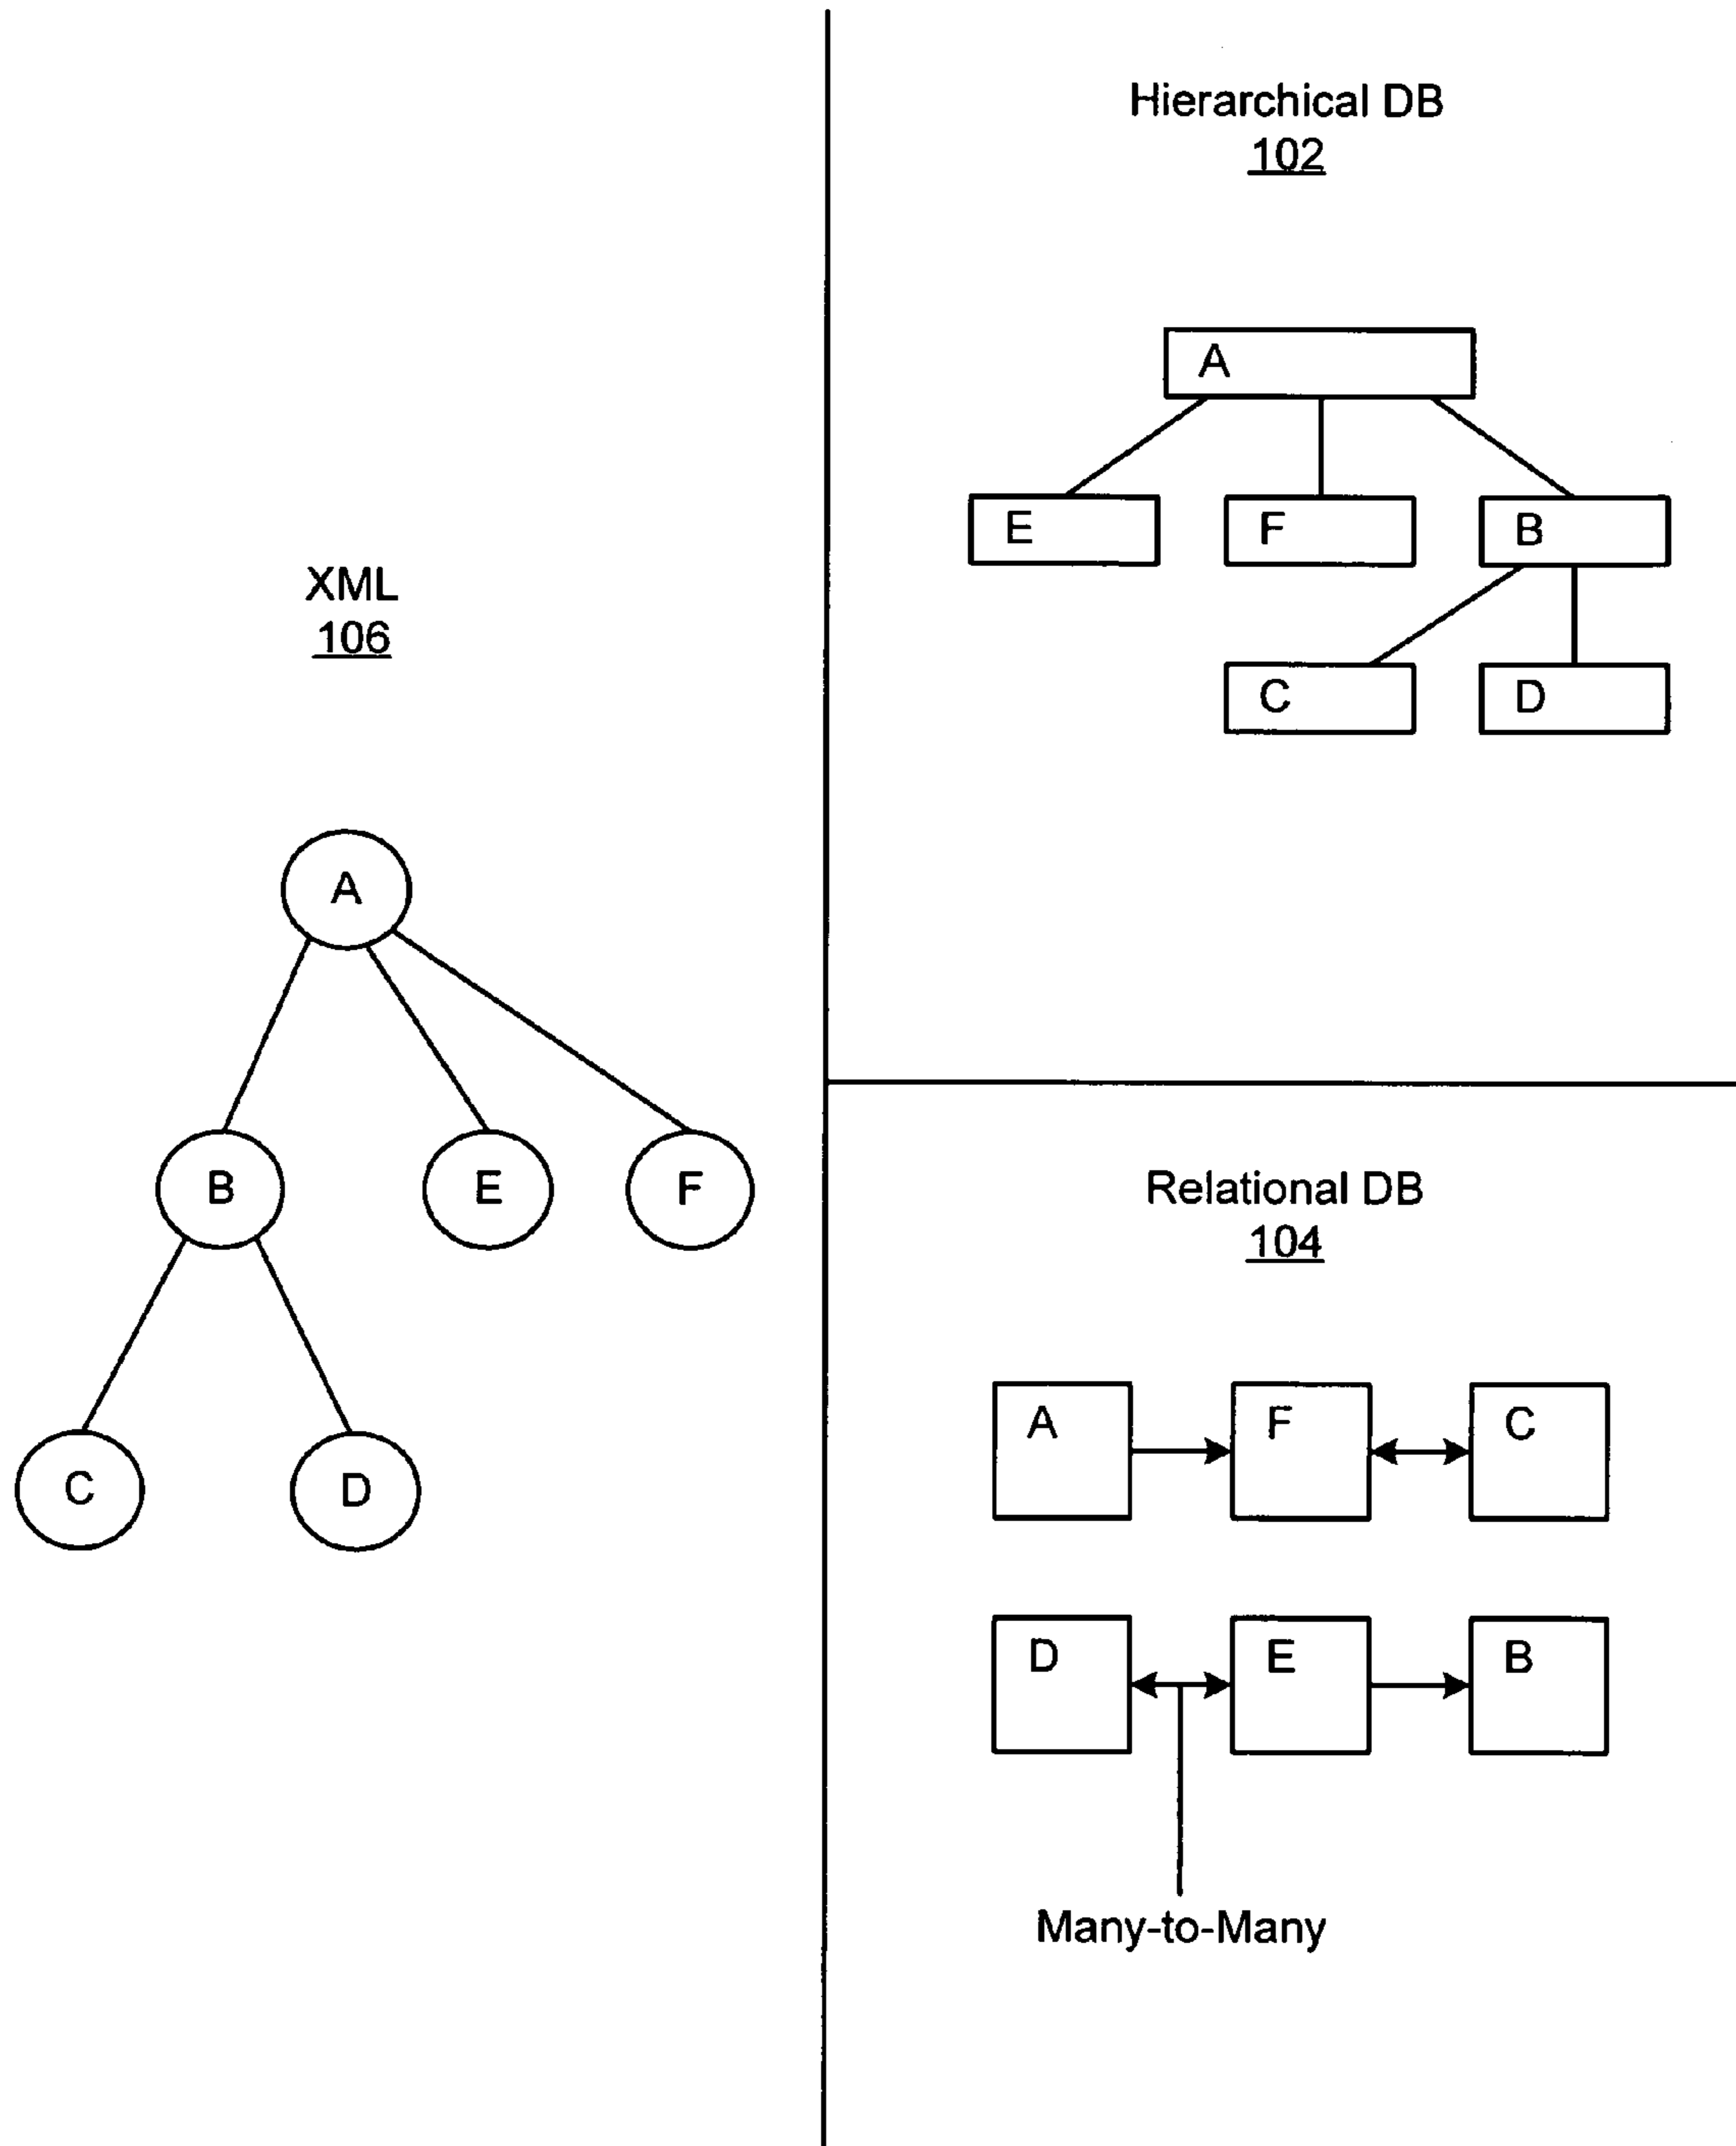 XML
106
A
B
E
F
C
D
Hierarchical DB
102
A
E
F
B
C
D
Relational DB
104
A
F
C
D
E
B
Many-to-Many